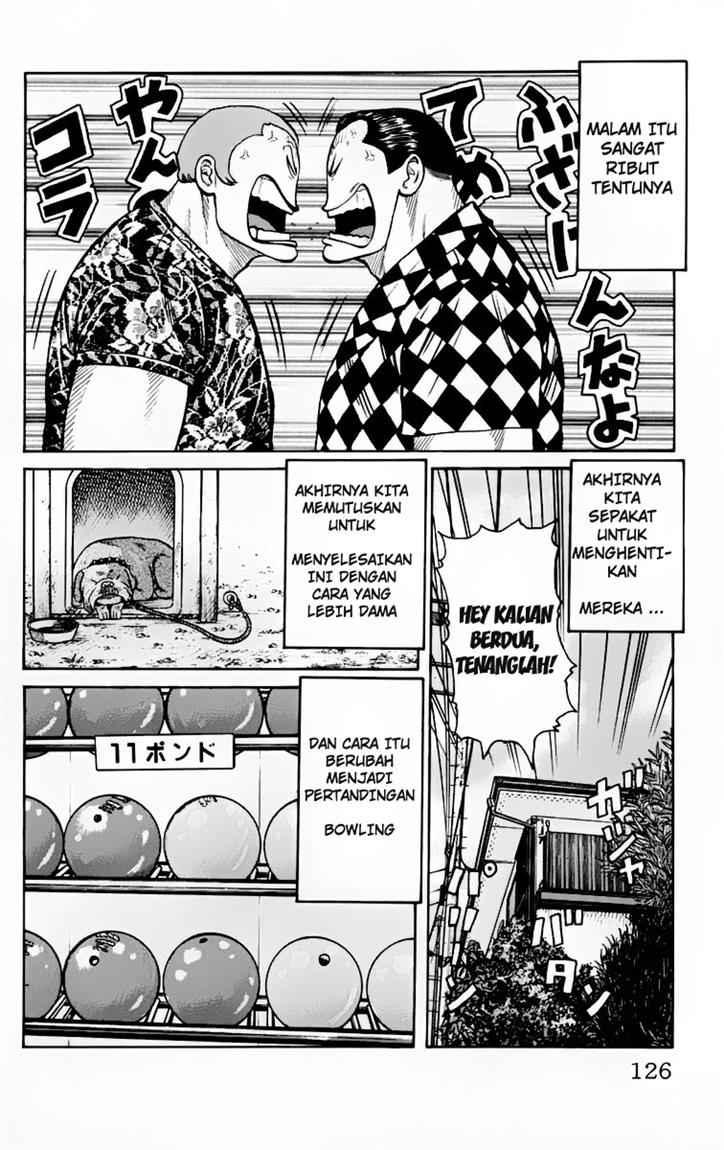 MALAM ITU
SANGAT
RIBUT
TENTUNYA
ふざけ
んなよ
てめ
やん
コラ
AKHIRNYA
KITA
SEPAKAT
UNTUK
MENGHENTI-
KAN
MEREKA ...
HEY KALIAN
BERDUA,
TENANGLAH!
ガッシャ
バタン
AKHIRNYA KITA
MEMUTUSKAN
UNTUK
MENYELESAIKAN
INI DENGAN
CARA YANG
LEBIH DAMA
DAN CARA ITU
BERUBAH
MENJADI
PERTANDINGAN
BOWLING
11ポンド
126